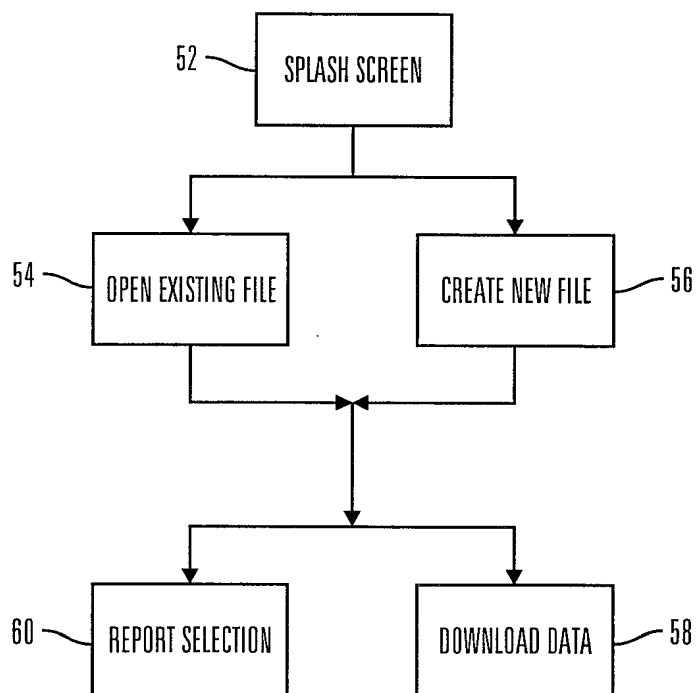 52
SPLASH SCREEN
54
OPEN EXISTING FILE
CREATE NEW FILE
56
60
REPORT SELECTION
DOWNLOAD DATA
58